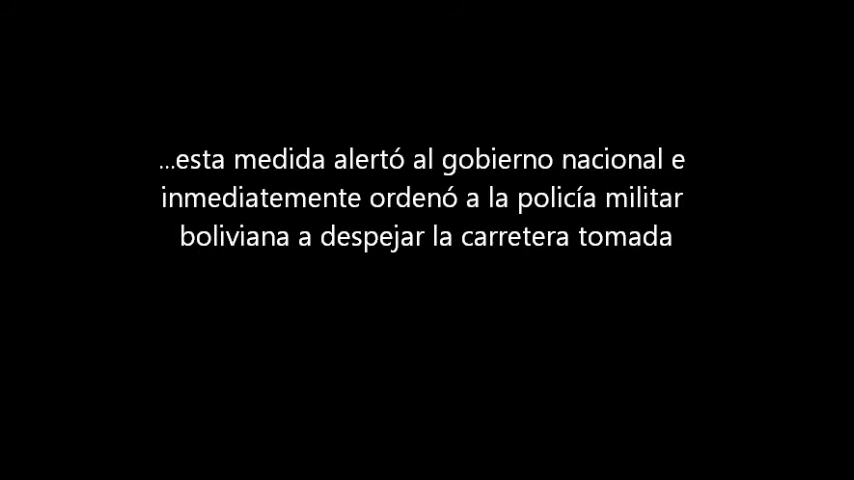 ...esta medida alertó al gobierno nacional e
inmediatemente ordenó a la policía militar
boliviana a despejar la carretera tomada